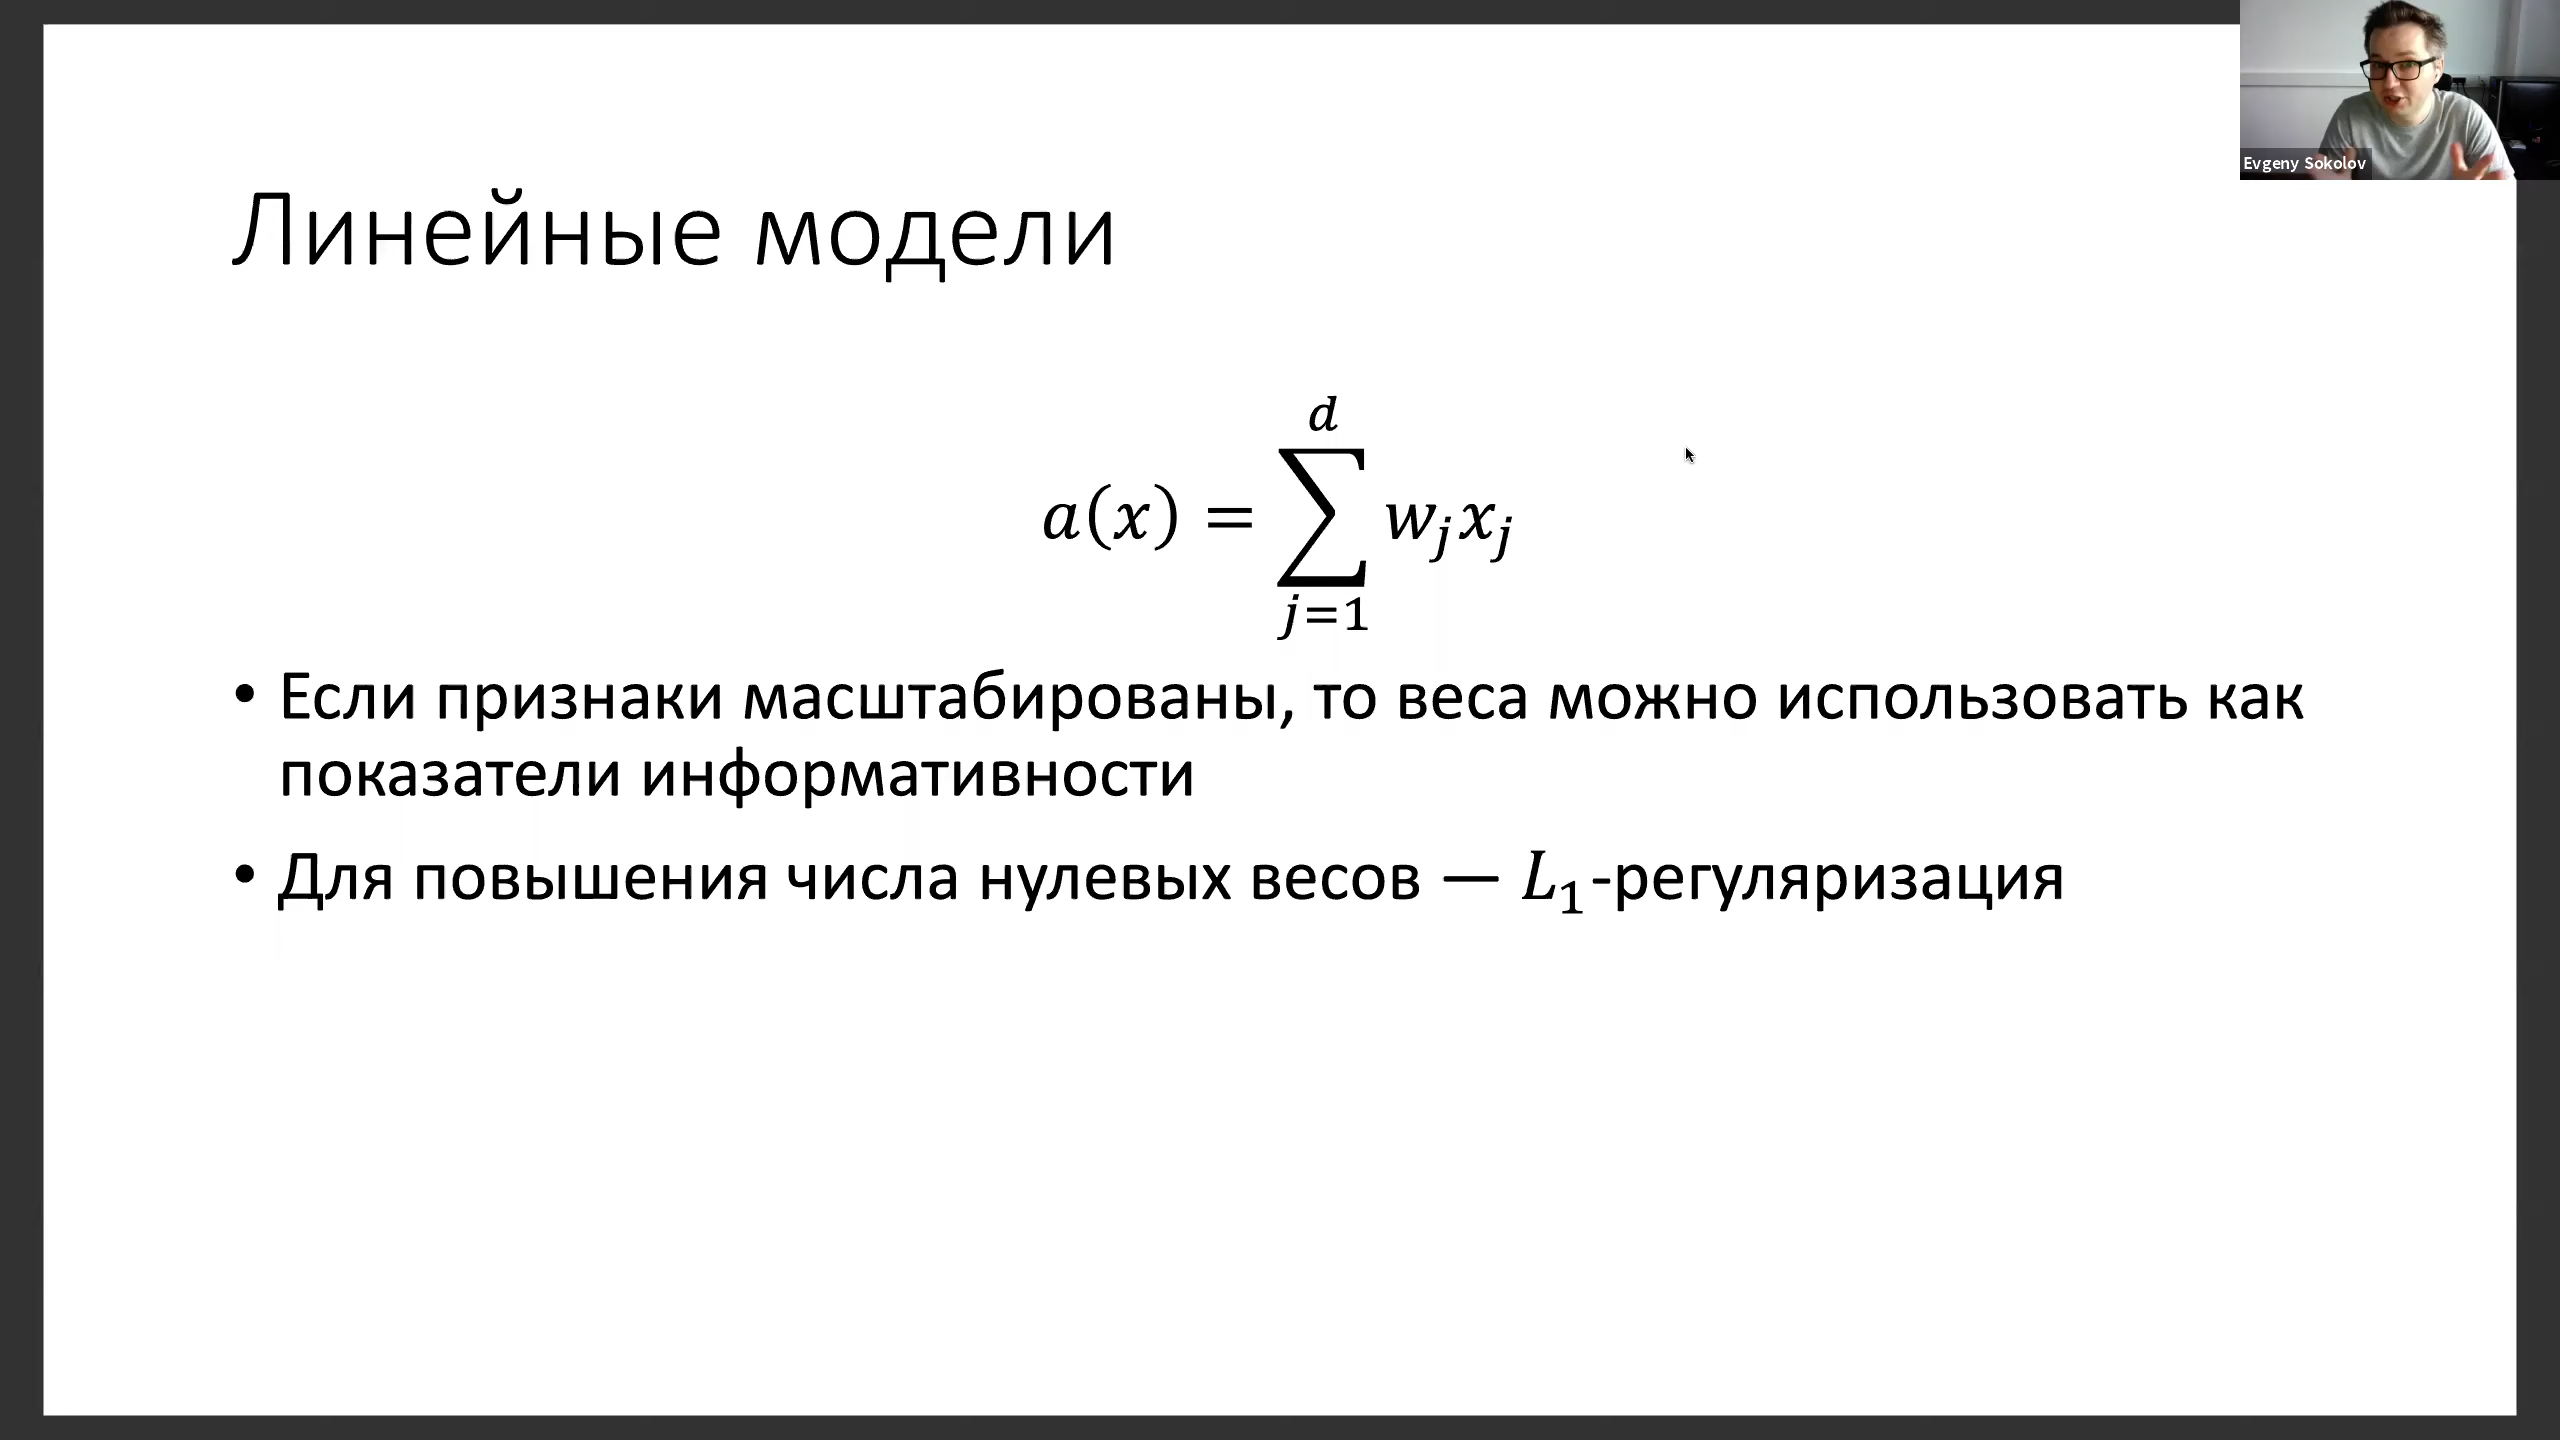 Evgeny Sokolov
Линейные модели
a(x) = \sum_{j=1}^{d} w_j x_j
• Если признаки масштабированы, то веса можно использовать как
показатели информативности
• Для повышения числа нулевых весов — L_1-регуляризация